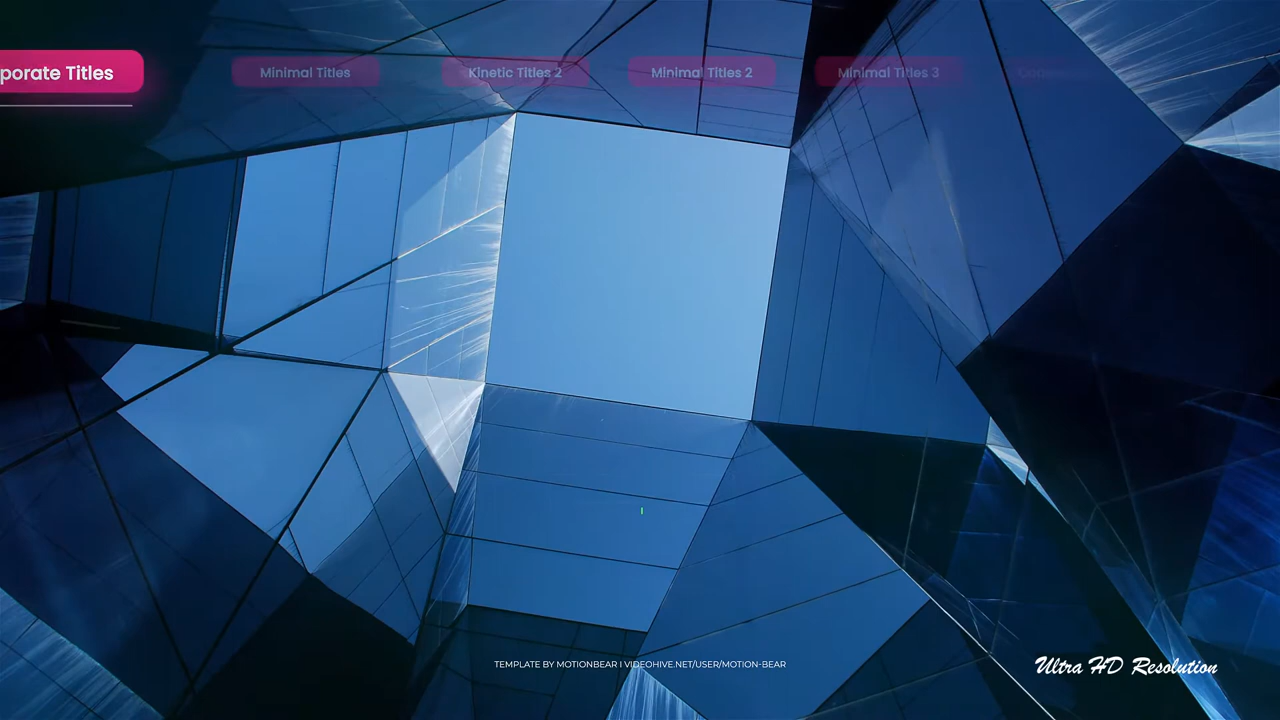 porate Titles
Minimal Titles
Kinetic Titles 2
Minimal Titles 2
Minimal Titles 3
TEMPLATE BY MOTIONBEAR I VIDEOHIVE.NET/USER/MOTION-BEAR
Ultra HD Resolution